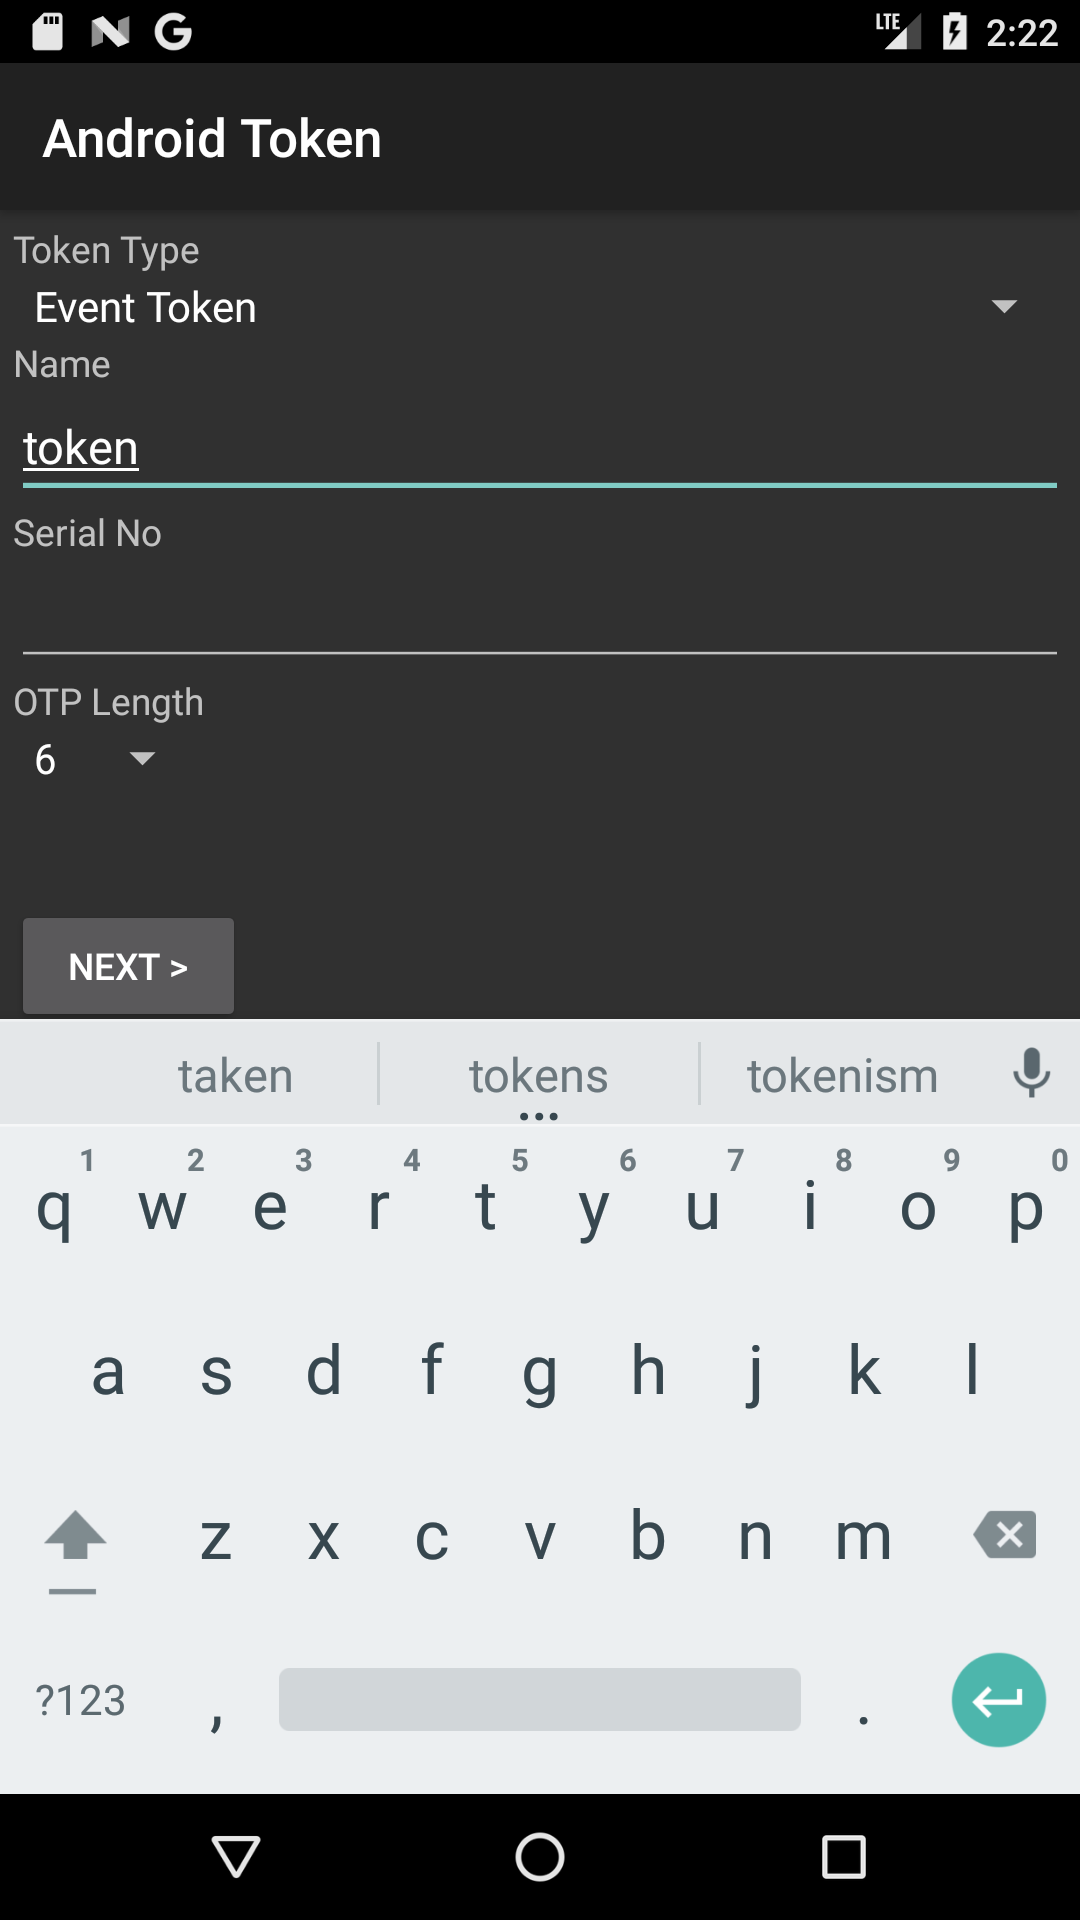 LTE 2:22
Android Token
Token Type
Event Token
Name
token
Serial No
OTP Length
6
NEXT >
taken tokens tokenism
1 2 3 4 5 6 7 8 9 0
q w e r t y u i o p
a s d f g h j k l
z x c v b n m
?123 , .